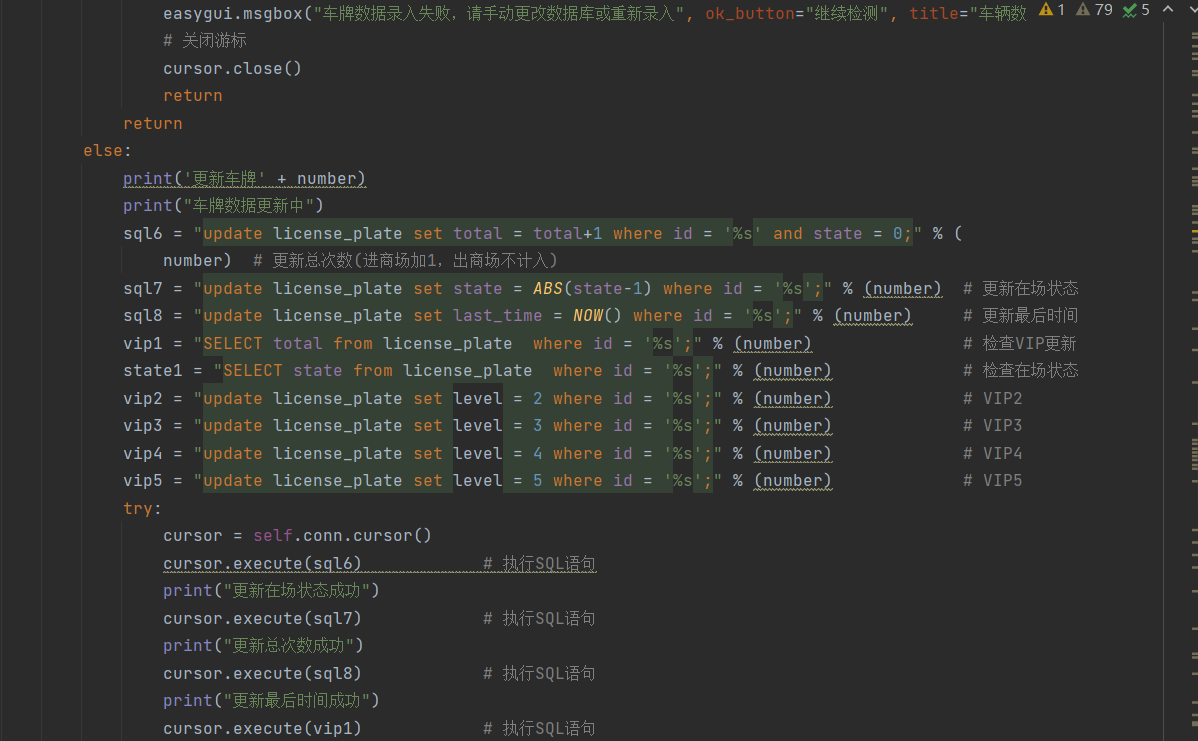 easygui.msgbox("车牌数据录入失败，请手动更改数据库或重新录入", ok_button="继续检测", title="车辆数
1 79 5
# 关闭游标
cursor.close()
return
return
else:
print('更新车牌' + number)
print("车牌数据更新中")
sql6 = "update license_plate set total = total+1 where id = '%s' and state = 0;" % (
number)  # 更新总次数(进商场加1，出商场不计入)
sql7 = "update license_plate set state = ABS(state-1) where id = '%s';" % (number)  # 更新在场状态
sql8 = "update license_plate set last_time = NOW() where id = '%s';" % (number)     # 更新最后时间
vip1 = "SELECT total from license_plate  where id = '%s';" % (number)               # 检查VIP更新
state1 = "SELECT state from license_plate  where id = '%s';" % (number)             # 检查在场状态
vip2 = "update license_plate set level = 2 where id = '%s';" % (number)             # VIP2
vip3 = "update license_plate set level = 3 where id = '%s';" % (number)             # VIP3
vip4 = "update license_plate set level = 4 where id = '%s';" % (number)             # VIP4
vip5 = "update license_plate set level = 5 where id = '%s';" % (number)             # VIP5
try:
cursor = self.conn.cursor()
cursor.execute(sql6)            # 执行SQL语句
print("更新在场状态成功")
cursor.execute(sql7)            # 执行SQL语句
print("更新总次数成功")
cursor.execute(sql8)            # 执行SQL语句
print("更新最后时间成功")
cursor.execute(vip1)            # 执行SQL语句